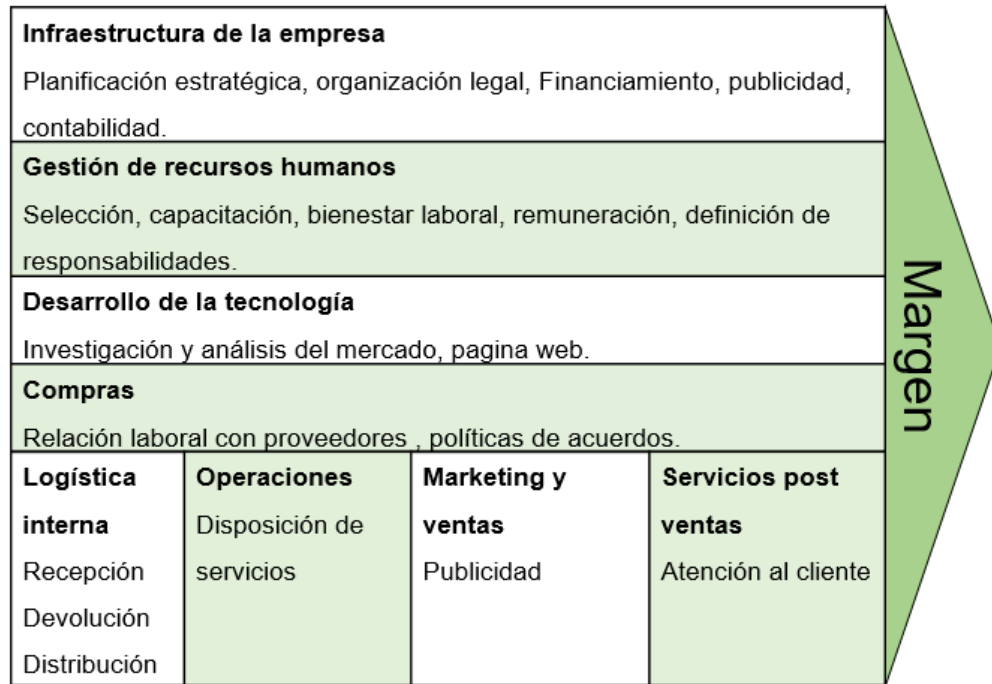 Infraestructura de la empresa
Planificación estratégica, organización legal, Financiamiento, publicidad,
contabilidad.
Gestión de recursos humanos
Selección, capacitación, bienestar laboral, remuneración, definición de
responsabilidades.
Desarrollo de la tecnología
Investigación y análisis del mercado, pagina web.
Compras
Relación laboral con proveedores , políticas de acuerdos.
Logística
interna
Recepción
Devolución
Distribución
Operaciones
Disposición de
servicios
Marketing y
ventas
Publicidad
Servicios post
ventas
Atención al cliente
Margen